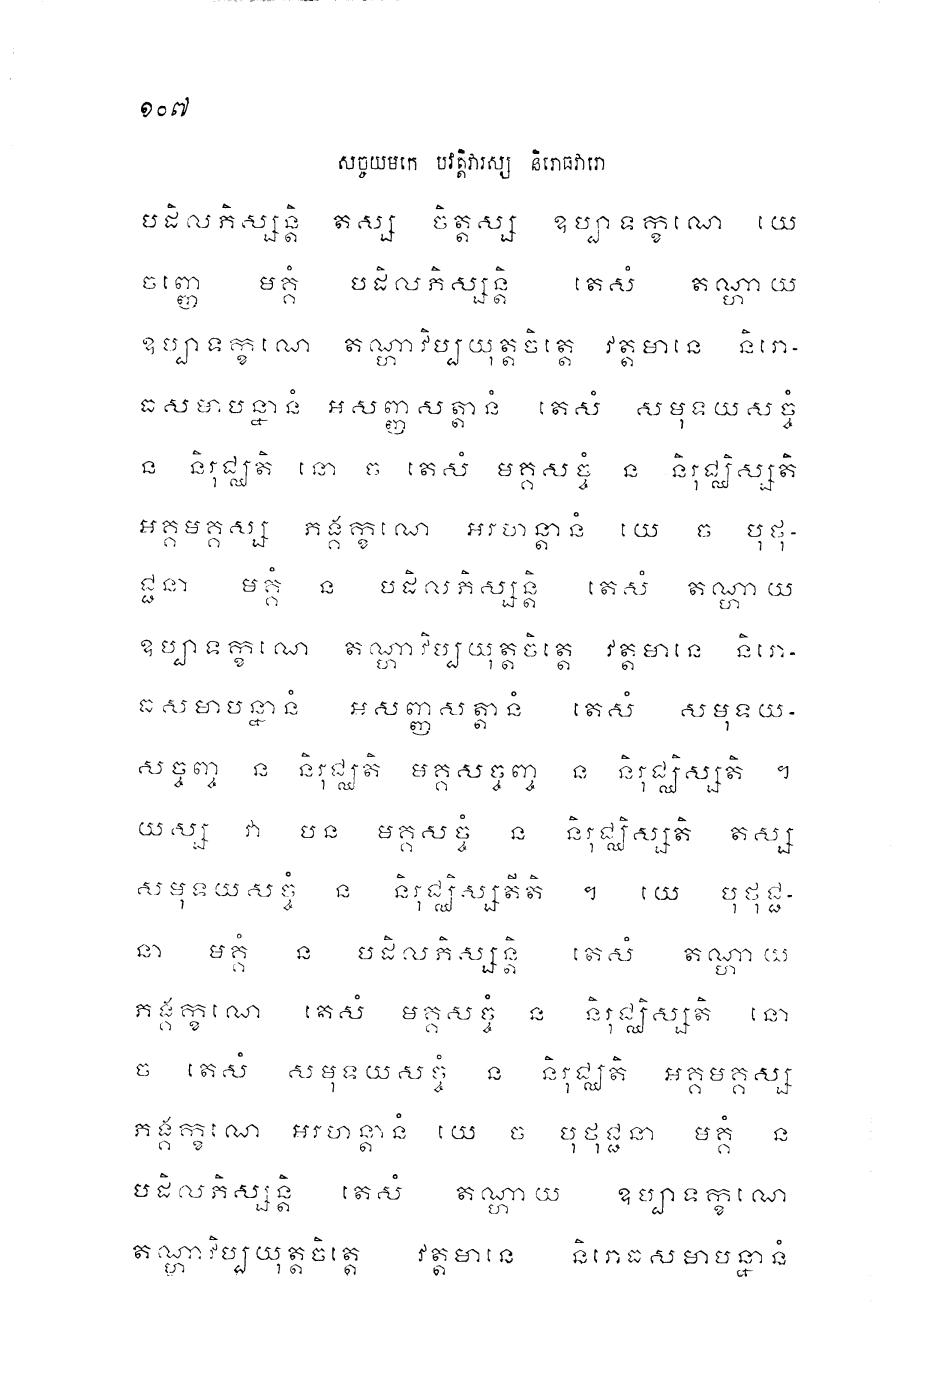 ១០៧
សច្ចយមកេ បវត្តិវារស្ស និរោធវារោ
បដិលភិស្សន្តិ តស្ស ចិត្តស្ស ឧប្បាទក្ខណេ យេ
ចញ្ញេ មគ្គំ បដិលភិស្សន្តិ តេសំ តណ្ហាយ
ឧប្បាទក្ខណេ តណ្ហាវិប្បយុត្តចិត្តេ វត្តមានេ និរោ-
ធសមាបន្នានំ អសញ្ញសត្តានំ តេសំ សមុទយសច្ចំ
ន និរុជ្ឈតិ នោ ច តេសំ មគ្គសច្ចំ ន និរុជ្ឈិស្សតិ
អគ្គមគ្គស្ស ភង្គក្ខណេ អរហន្តានំ យេ ច បុថុ-
ជ្ជនា មគ្គំ ន បដិលភិស្សន្តិ តេសំ តណ្ហាយ
ឧប្បាទក្ខណេ តណ្ហាវិប្បយុត្តចិត្តេ វត្តមានេ និរោ-
ធសមាបន្នានំ អសញ្ញសត្តានំ តេសំ សមុទយ-
សច្ចញ្ច ន និរុជ្ឈតិ មគ្គសច្ចញ្ច ន និរុជ្ឈិស្សតិ ។
យស្ស វា បន មគ្គសច្ចំ ន និរុជ្ឈិស្សតិ តស្ស
សមុទយសច្ចំ ន និរុជ្ឈិស្សតីតិ ។ យេ បុថុជ្ជ-
នា មគ្គំ ន បដិលភិស្សន្តិ តេសំ តណ្ហាយ
ភង្គក្ខណេ តេសំ មគ្គសច្ចំ ន និរុជ្ឈិស្សតិ នោ
ច តេសំ សមុទយសច្ចំ ន និរុជ្ឈតិ អគ្គមគ្គស្ស
ភង្គក្ខណេ អរហន្តានំ យេ ច បុថុជ្ជនា មគ្គំ ន
បដិលភិស្សន្តិ តេសំ តណ្ហាយ ឧប្បាទក្ខណេ
តណ្ហាវិប្បយុត្តចិត្តេ វត្តមានេ និរោធសមាបន្នានំ